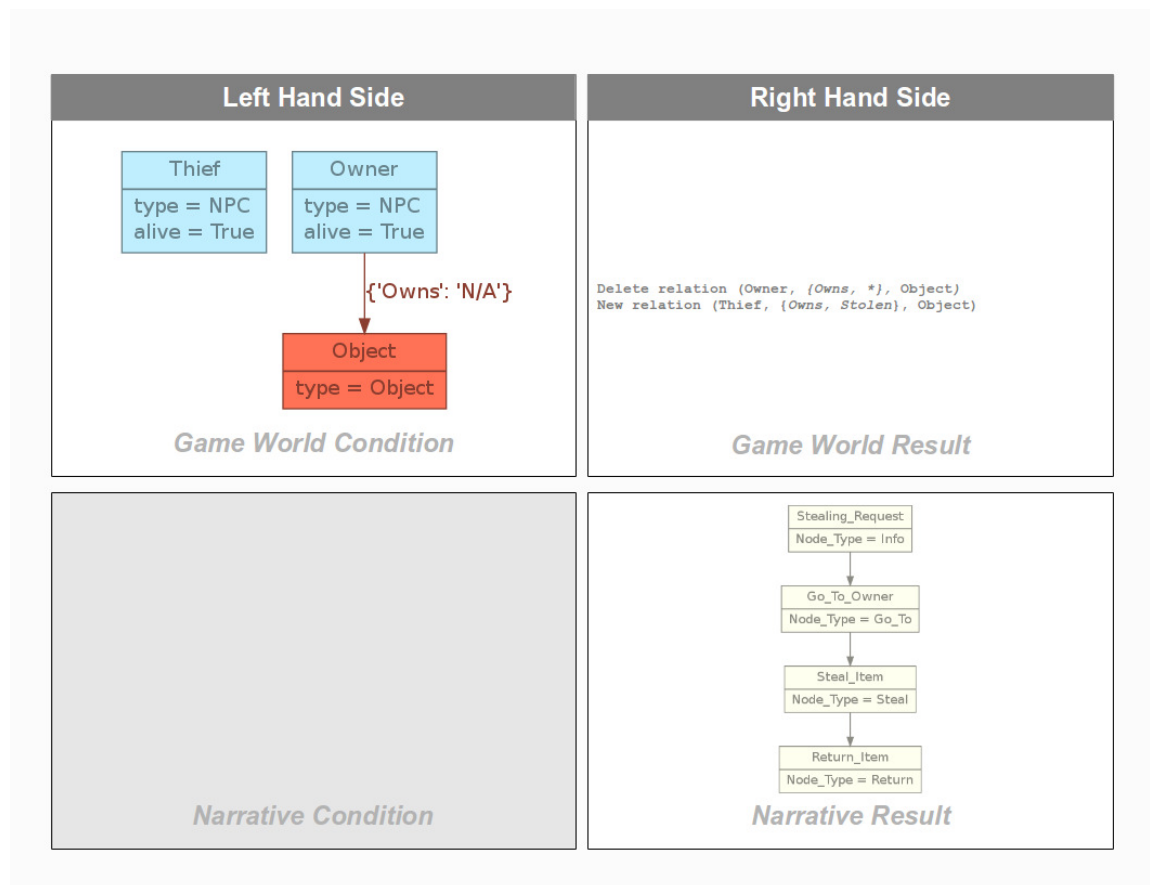 Left Hand Side
Thief
type = NPC
alive = True
Owner
type = NPC
alive = True
{'Owns': 'N/A'}
Object
type = Object
Game World Condition
Right Hand Side
Delete relation (Owner, {Owns, *}, Object)
New relation (Thief, {Owns, Stolen}, Object)
Game World Result
Narrative Condition
Stealing_Request
Node_Type = Info
Go_To_Owner
Node_Type = Go_To
Steal_Item
Node_Type = Steal
Return_Item
Node_Type = Return
Narrative Result